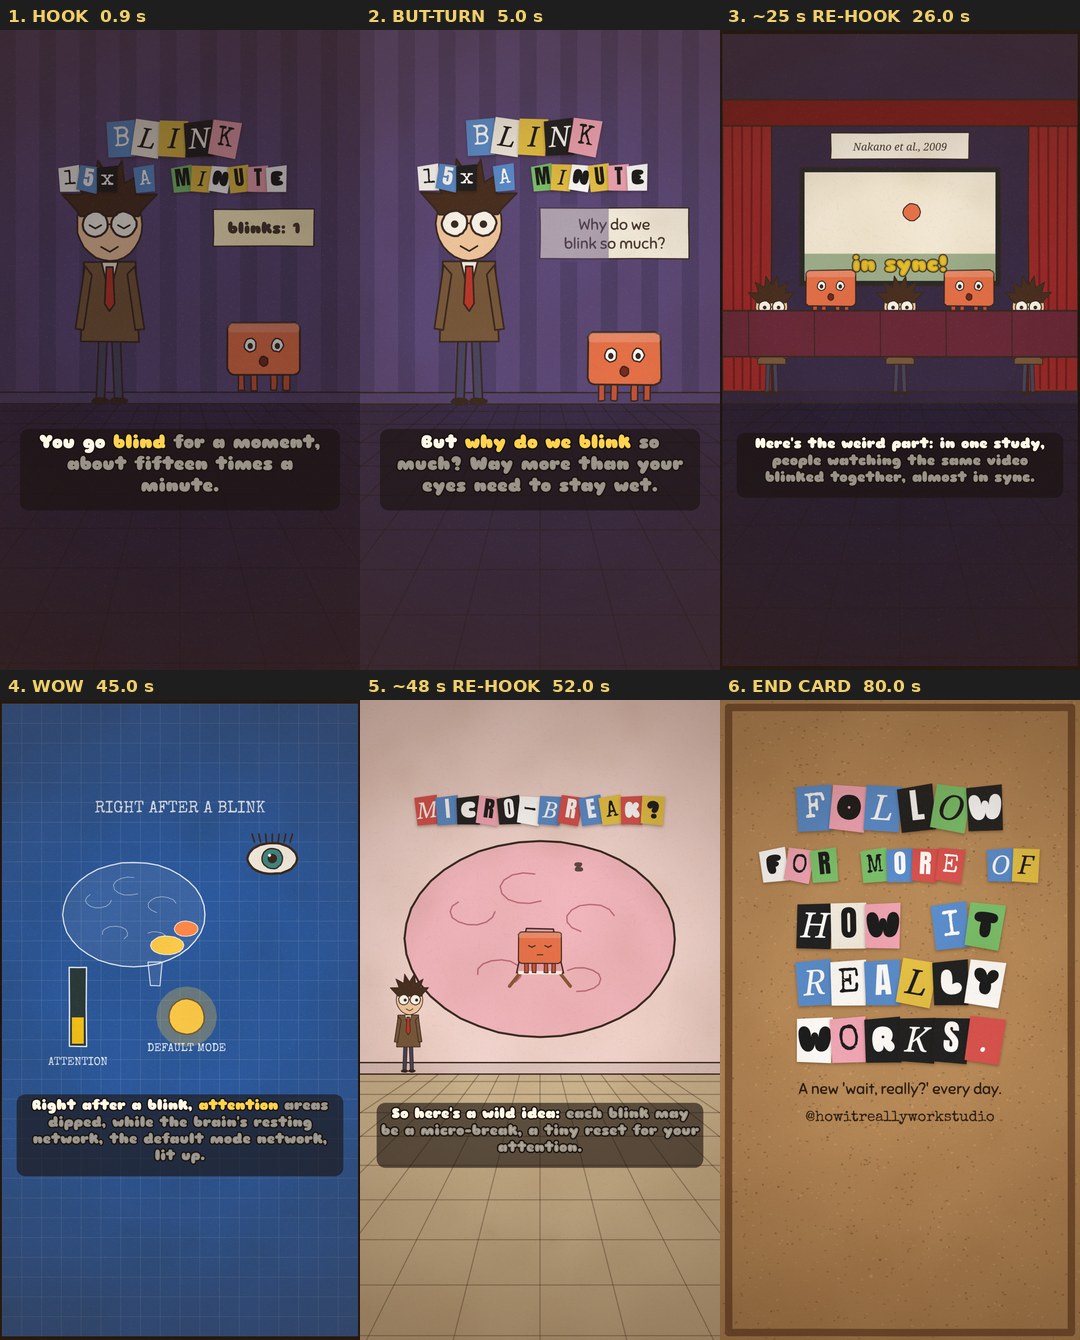 1. HOOK 0.9 s
BLINK
15x A MINUTE
blinks: 1
You go blind for a moment,
about fifteen times a
minute.
2. BUT-TURN 5.0 s
BLINK
15x A MINUTE
Why do we
blink so much?
But why do we blink so
much? Way more than your
eyes need to stay wet.
3. ~25 s RE-HOOK 26.0 s
Nakano et al., 2009
in sync!
Here's the weird part: in one study,
people watching the same video
blinked together, almost in sync.
4. WOW 45.0 s
RIGHT AFTER A BLINK
ATTENTION
DEFAULT MODE
Right after a blink, attention areas
dipped, while the brain's resting
network, the default mode network,
lit up.
5. ~48 s RE-HOOK 52.0 s
MICRO-BREAK?
So here's a wild idea: each blink may
be a micro-break, a tiny reset for your
attention.
6. END CARD 80.0 s
FOLLOW
FOR MORE OF
HOW IT
REALLY
WORKS.
A new 'wait, really?' every day.
@howitreallyworkstudio